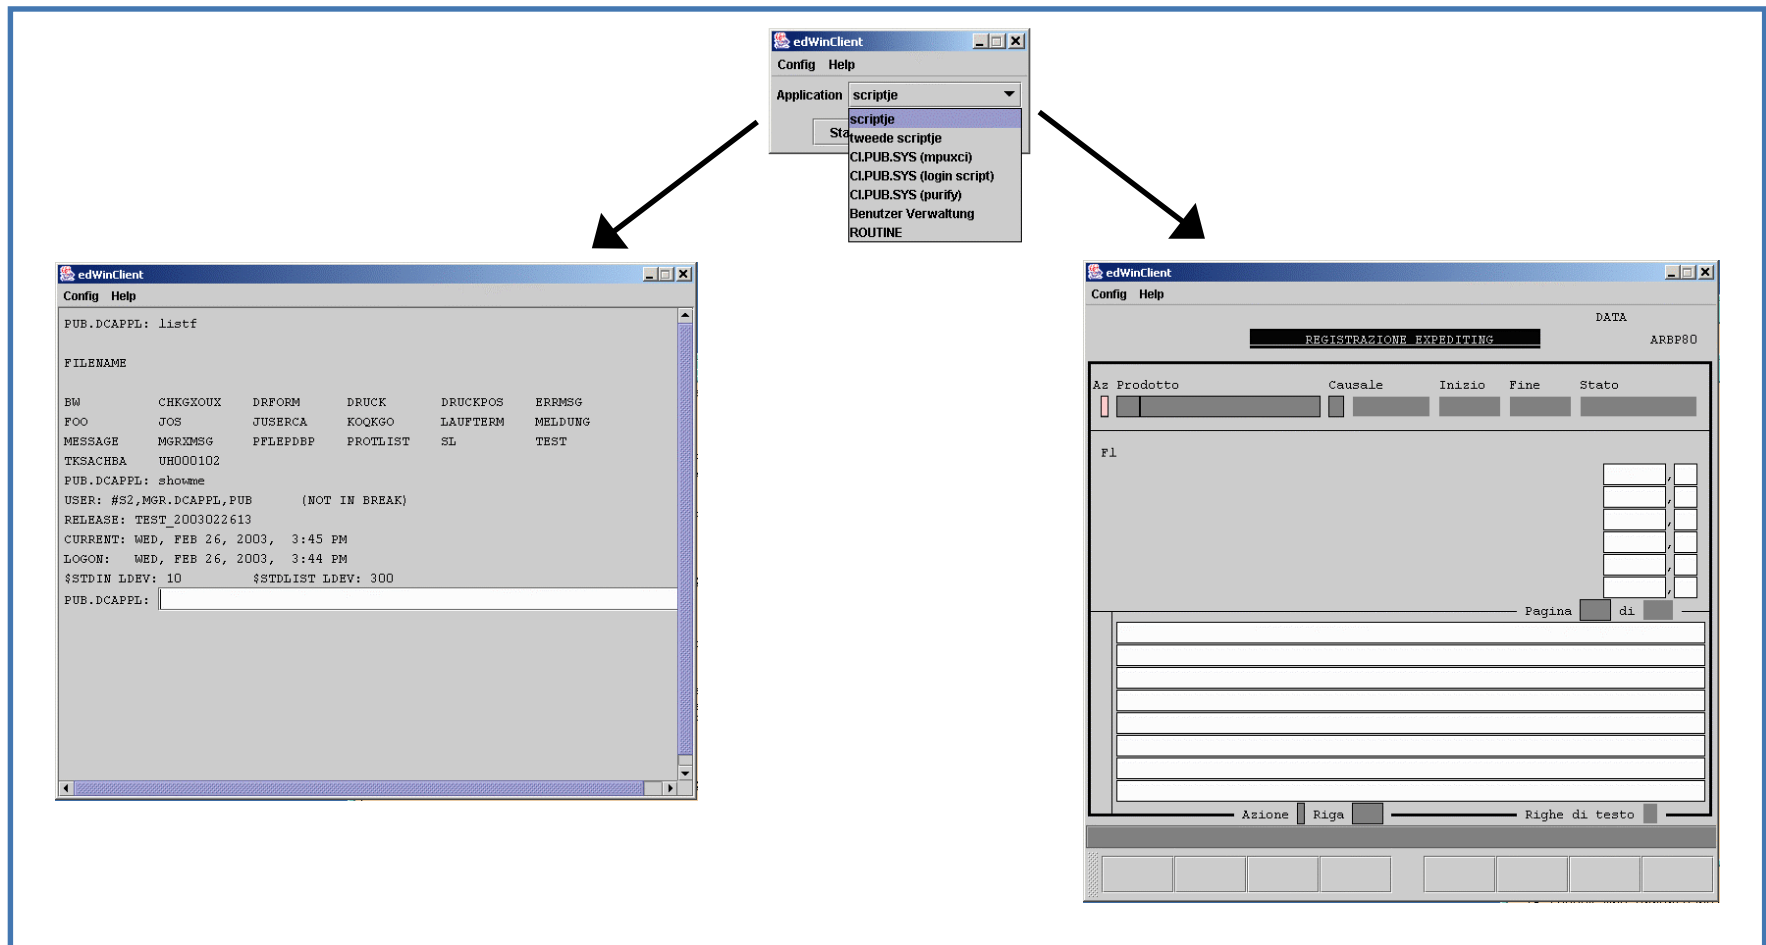 edWinClient
Config Help
Application scriptje
scriptje
tweede scriptje
CI.PUB.SYS (mpuxci)
CI.PUB.SYS (login script)
CI.PUB.SYS (purify)
Benutzer Verwaltung
ROUTINE
Sta
edWinClient
Config Help
PUB.DCAPPL: listf
FILENAME
BW CHKGXOUX DRFORM DRUCK DRUCKPOS ERRMSG
FOO JOS JUSERCA KOQKGO LAUFTERM MELDUNG
MESSAGE MGRXMSG PFLEPDBP PROTLIST SL TEST
TKSACHBA UH000102
PUB.DCAPPL: showme
USER: #S2,MGR.DCAPPL,PUB (NOT IN BREAK)
RELEASE: TEST_2003022613
CURRENT: WED, FEB 26, 2003, 3:45 PM
LOGON: WED, FEB 26, 2003, 3:44 PM
$STDIN LDEV: 10 $STDLIST LDEV: 300
PUB.DCAPPL:
edWinClient
Config Help
DATA
REGISTRAZIONE EXPEDITING ARBP80
Az Prodotto Causale Inizio Fine Stato
Fl
,
,
,
,
,
,
Pagina di
Azione Riga Righe di testo